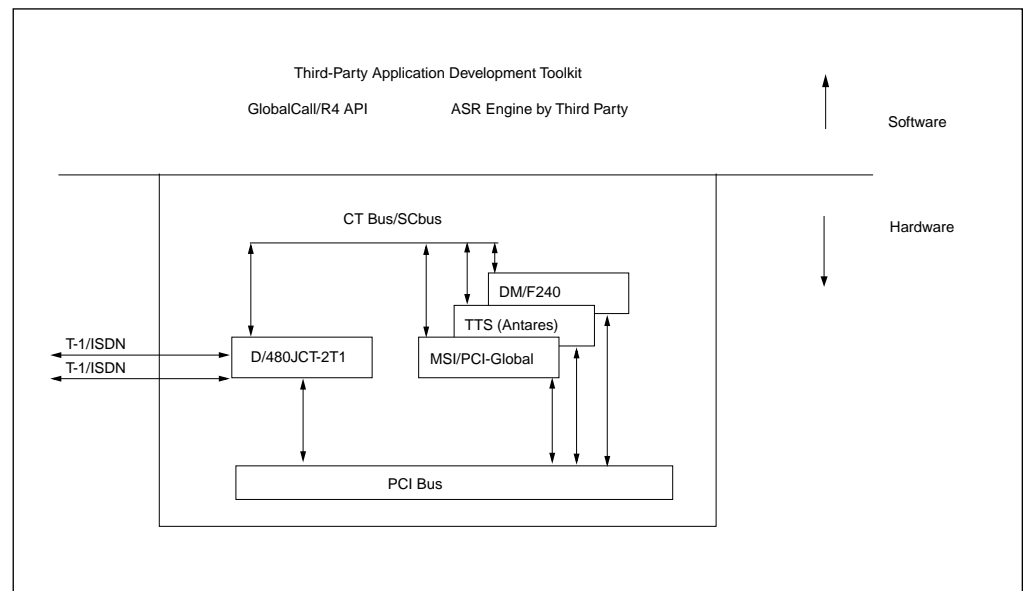 Third-Party Application Development Toolkit
GlobalCall/R4 API
ASR Engine by Third Party
Software
Hardware
CT Bus/SCbus
DM/F240
TTS (Antares)
D/480JCT-2T1
MSI/PCI-Global
T-1/ISDN
T-1/ISDN
PCI Bus